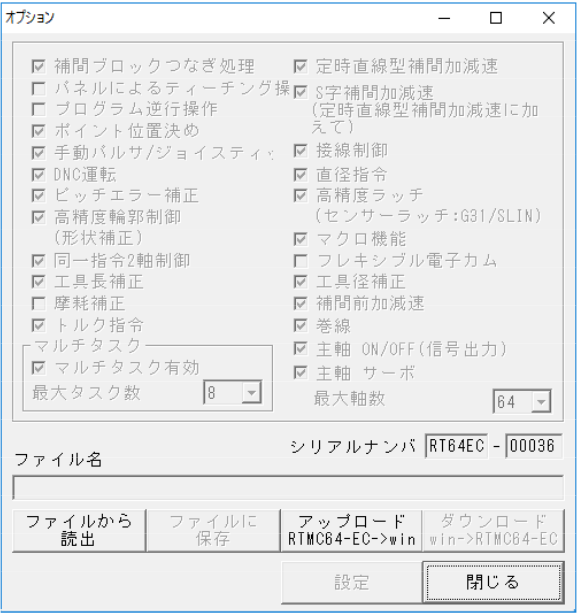 オプション
補間ブロックつなぎ処理
パネルによるティーチング操
プログラム逆行操作
ポイント位置決め
手動パルサ/ジョイスティッ
DNC運転
ピッチエラー補正
高精度輪郭制御
(形状補正)
同一指令2軸制御
工具長補正
摩耗補正
トルク指令
マルチタスク
マルチタスク有効
最大タスク数 8
定時直線型補間加減速
S字補間加減速
(定時直線型補間加減速に加
えて)
接線制御
直径指令
高精度ラッチ
(センサーラッチ:G31/SLIN)
マクロ機能
フレキシブル電子カム
工具径補正
補間前加減速
巻線
主軸 ON/OFF(信号出力)
主軸 サーボ
最大軸数 64
シリアルナンバ RT64EC - 00036
ファイル名
ファイルから
読出
ファイルに
保存
アップロード
RTMC64-EC->win
ダウンロード
win->RTMC64-EC
設定
閉じる